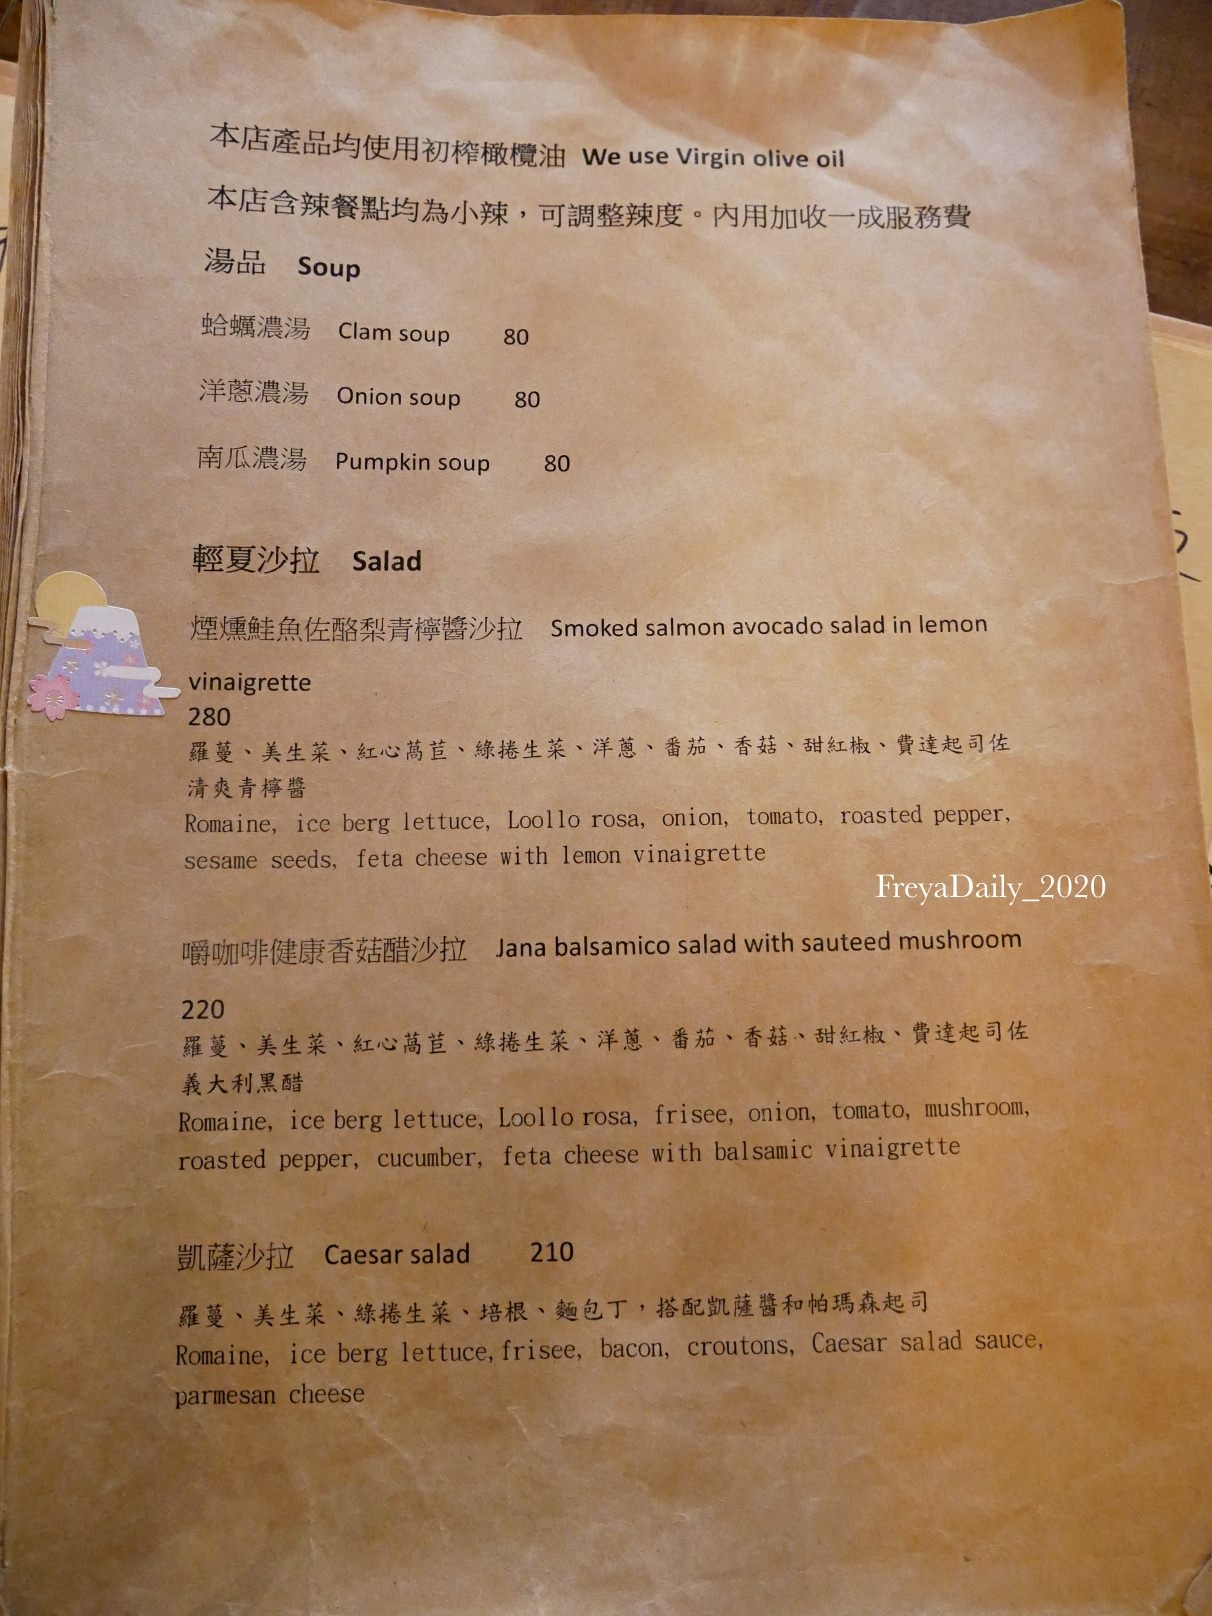 本店產品均使用初榨橄欖油 We use Virgin olive oil
本店含辣餐點均為小辣，可調整辣度。內用加收一成服務費
湯品 Soup
蛤蠣濃湯 Clam soup 80
洋蔥濃湯 Onion soup 80
南瓜濃湯 Pumpkin soup 80
輕夏沙拉 Salad
煙燻鮭魚佐酪梨青檸醬沙拉 Smoked salmon avocado salad in lemon
vinaigrette
280
羅蔓、美生菜、紅心萵苣、綠捲生菜、洋蔥、番茄、香菇、甜紅椒、費達起司佐
清爽青檸醬
Romaine, ice berg lettuce, Loollo rosa, onion, tomato, roasted pepper,
sesame seeds, feta cheese with lemon vinaigrette
FreyaDaily_2020
嚼咖啡健康香菇醋沙拉 Jana balsamico salad with sauteed mushroom
220
羅蔓、美生菜、紅心萵苣、綠捲生菜、洋蔥、番茄、香菇、甜紅椒、費達起司佐
義大利黑醋
Romaine, ice berg lettuce, Loollo rosa, frisee, onion, tomato, mushroom,
roasted pepper, cucumber, feta cheese with balsamic vinaigrette
凱薩沙拉 Caesar salad 210
羅蔓、美生菜、綠捲生菜、培根、麵包丁，搭配凱薩醬和帕瑪森起司
Romaine, ice berg lettuce, frisee, bacon, croutons, Caesar salad sauce,
parmesan cheese